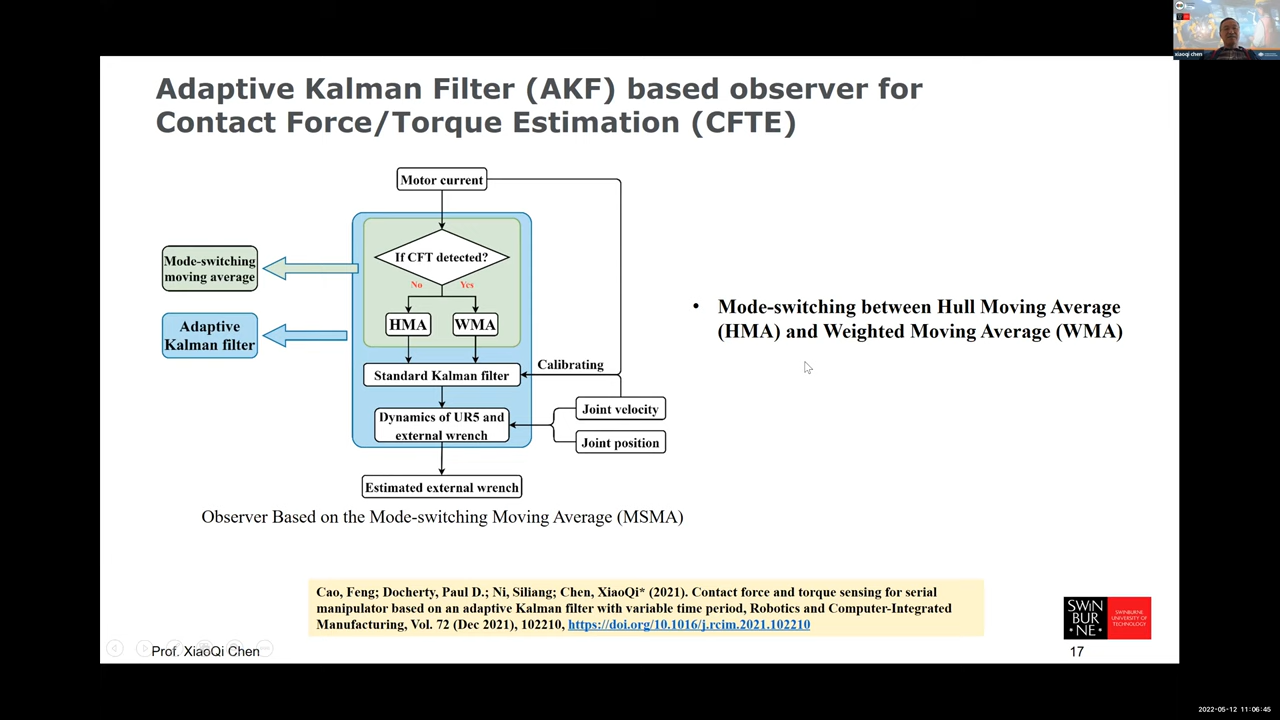 xiaoqi chen
Adaptive Kalman Filter (AKF) based observer for
Contact Force/Torque Estimation (CFTE)
Motor current
If CFT detected?
No
Yes
Mode-switching
moving average
HMA
WMA
Adaptive
Kalman filter
Calibrating
Standard Kalman filter
Joint velocity
Dynamics of UR5 and
external wrench
Joint position
Estimated external wrench
Observer Based on the Mode-switching Moving Average (MSMA)
• Mode-switching between Hull Moving Average
(HMA) and Weighted Moving Average (WMA)
Cao, Feng; Docherty, Paul D.; Ni, Siliang; Chen, XiaoQi* (2021). Contact force and torque sensing for serial
manipulator based on an adaptive Kalman filter with variable time period, Robotics and Computer-Integrated
Manufacturing, Vol. 72 (Dec 2021), 102210, https://doi.org/10.1016/j.rcim.2021.102210
SWIN
BUR
NE
SWINBURNE
UNIVERSITY OF
TECHNOLOGY
Prof. XiaoQi Chen
17
2022-05-12 11:06:45